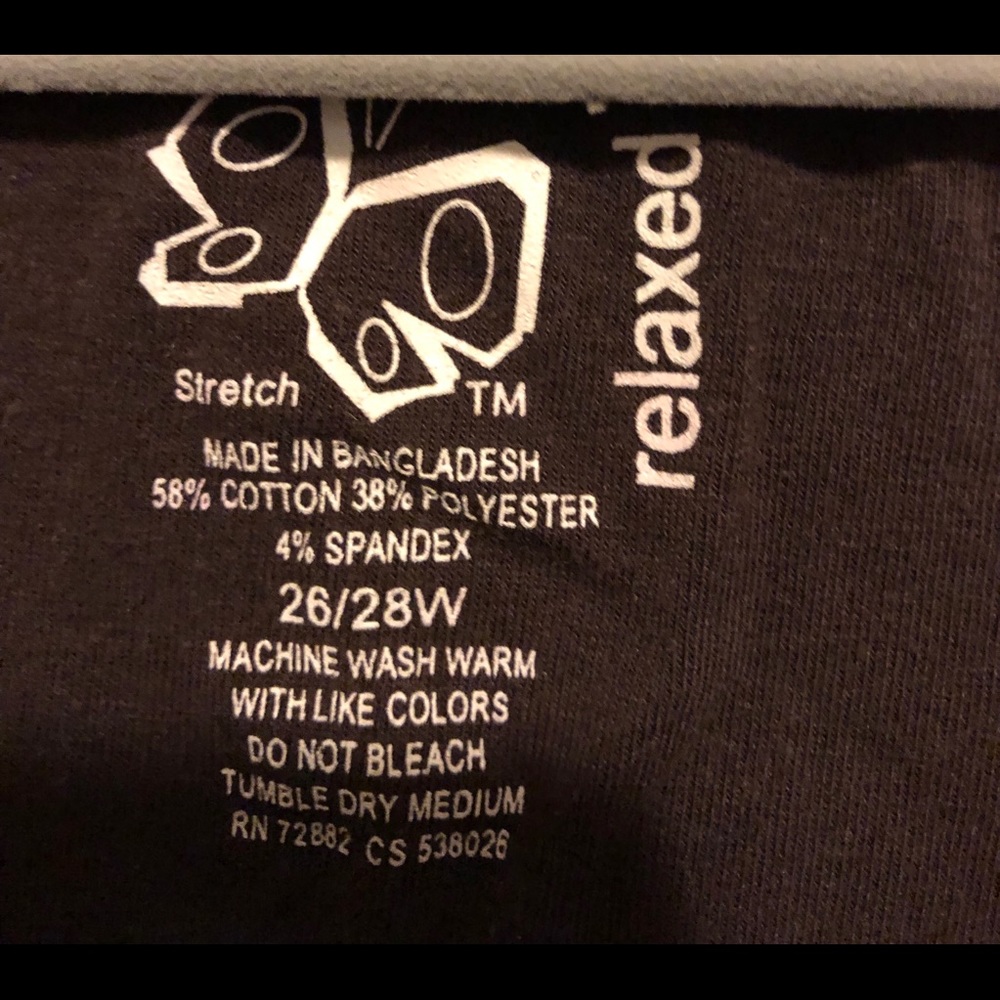 relaxed
Stretch
TM
MADE IN BANGLADESH
58% COTTON 38% POLYESTER
4% SPANDEX
26/28W
MACHINE WASH WARM
WITH LIKE COLORS
DO NOT BLEACH
TUMBLE DRY MEDIUM
RN 72882 CS 538026